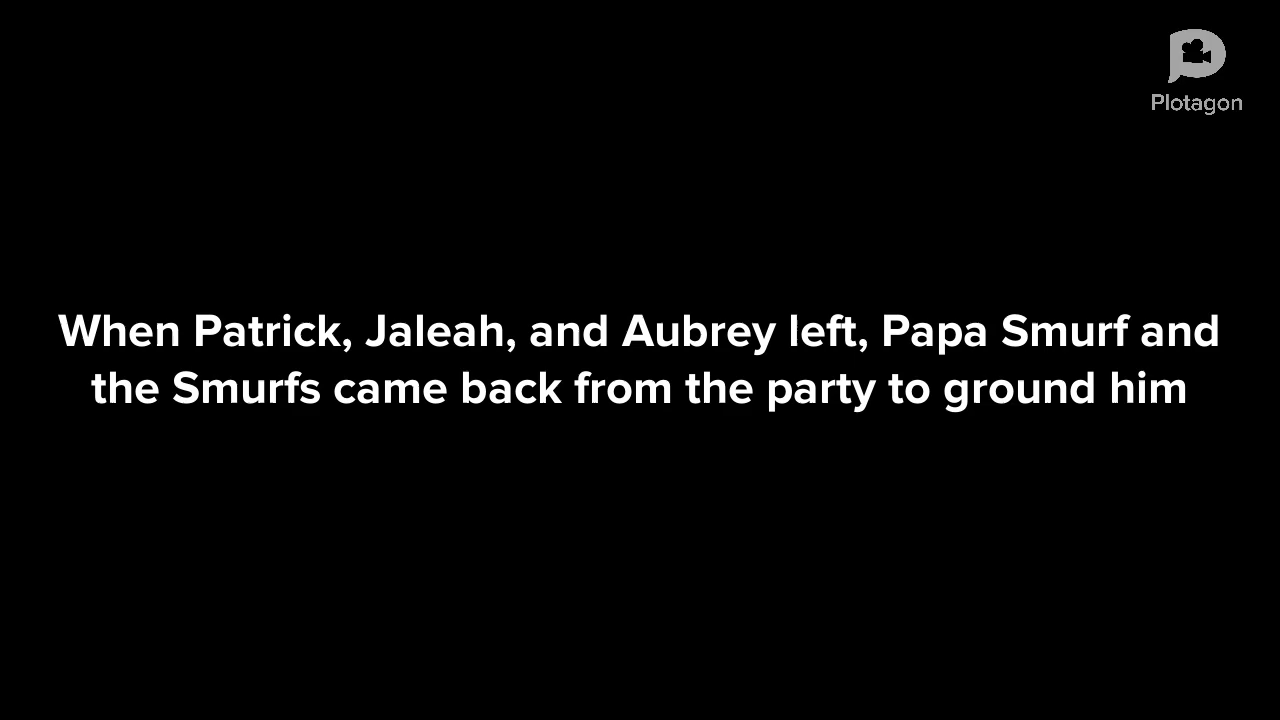 Plotagon
When Patrick, Jaleah, and Aubrey left, Papa Smurf and
the Smurfs came back from the party to ground him